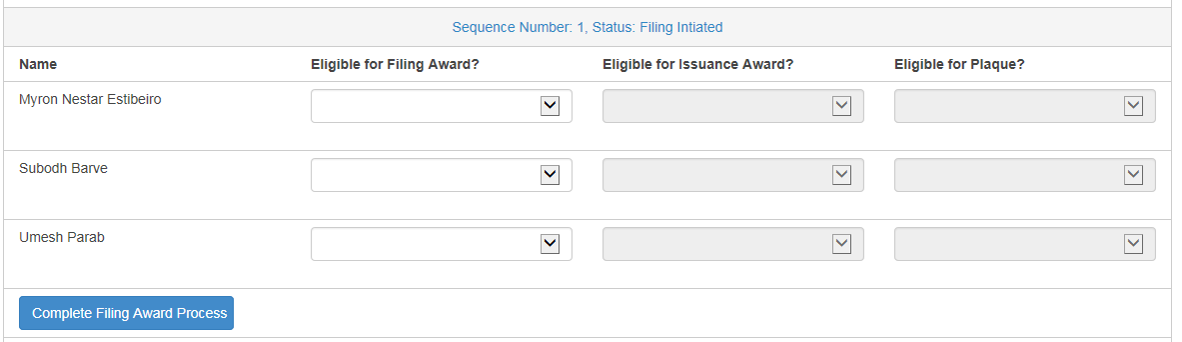 Sequence Number: 1, Status: Filing Intiated
Name Eligible for Filing Award? Eligible for Issuance Award? Eligible for Plaque?
Myron Nestar Estibeiro
Subodh Barve
Umesh Parab
Complete Filing Award Process